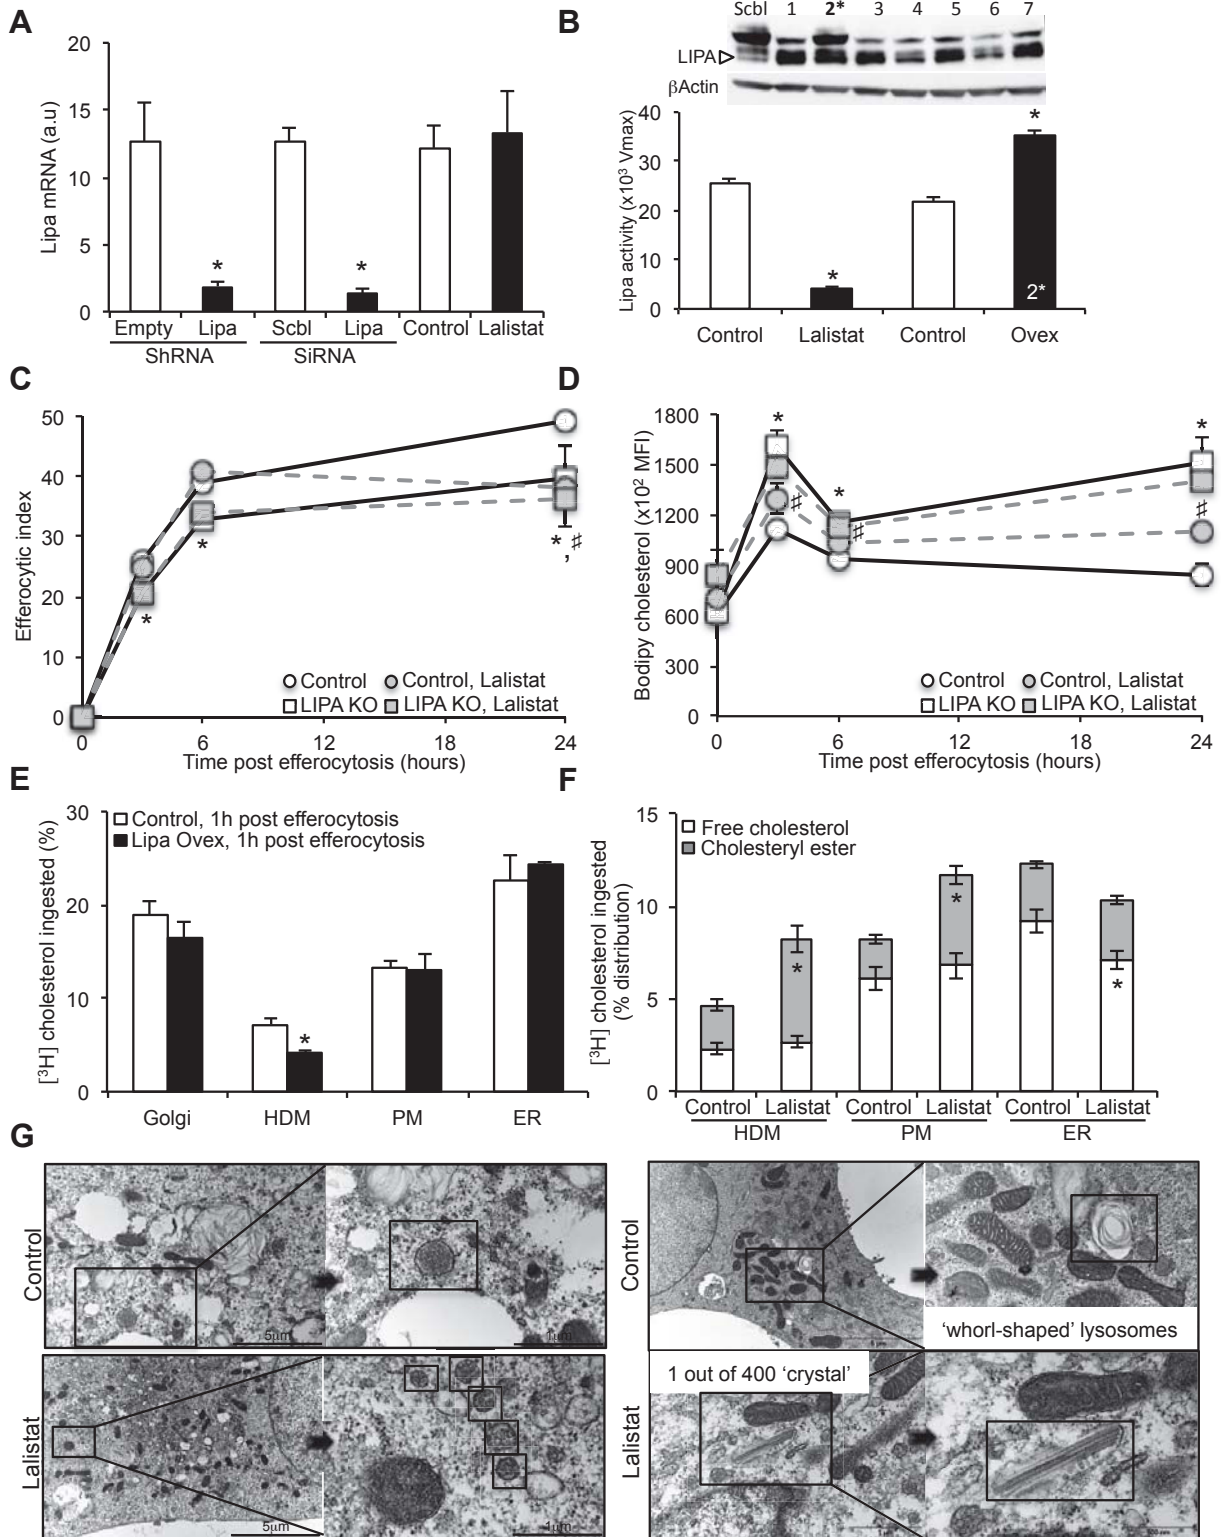 A
Lipa mRNA (a.u)
20
15
10
5
0
*
*
Empty Lipa Scbl Lipa Control Lalistat
ShRNA SiRNA
B
Scbl 1 2* 3 4 5 6 7
LIPA
βActin
Lipa activity (x10³ Vmax)
40
30
20
10
0
*
*
2*
Control Lalistat Control Ovex
C
Efferocytic index
50
40
30
20
10
0
*
*
*,♯
Control Control, Lalistat
LIPA KO LIPA KO, Lalistat
0 6 12 18 24
Time post efferocytosis (hours)
D
Bodipy cholesterol (x10² MFI)
1800
1500
1200
900
600
300
0
*
♯
*
♯
*
♯
Control Control, Lalistat
LIPA KO LIPA KO, Lalistat
0 6 12 18 24
Time post efferocytosis (hours)
E
[³H] cholesterol ingested (%)
30
20
10
0
Control, 1h post efferocytosis
Lipa Ovex, 1h post efferocytosis
*
Golgi HDM PM ER
F
[³H] cholesterol ingested
(% distribution)
15
10
5
0
Free cholesterol
Cholesteryl ester
*
*
*
Control Lalistat Control Lalistat Control Lalistat
HDM PM ER
G
Control
5µm
1µm
Lalistat
5µm
1µm
Control
'whorl-shaped' lysosomes
Lalistat
1 out of 400 'crystal'